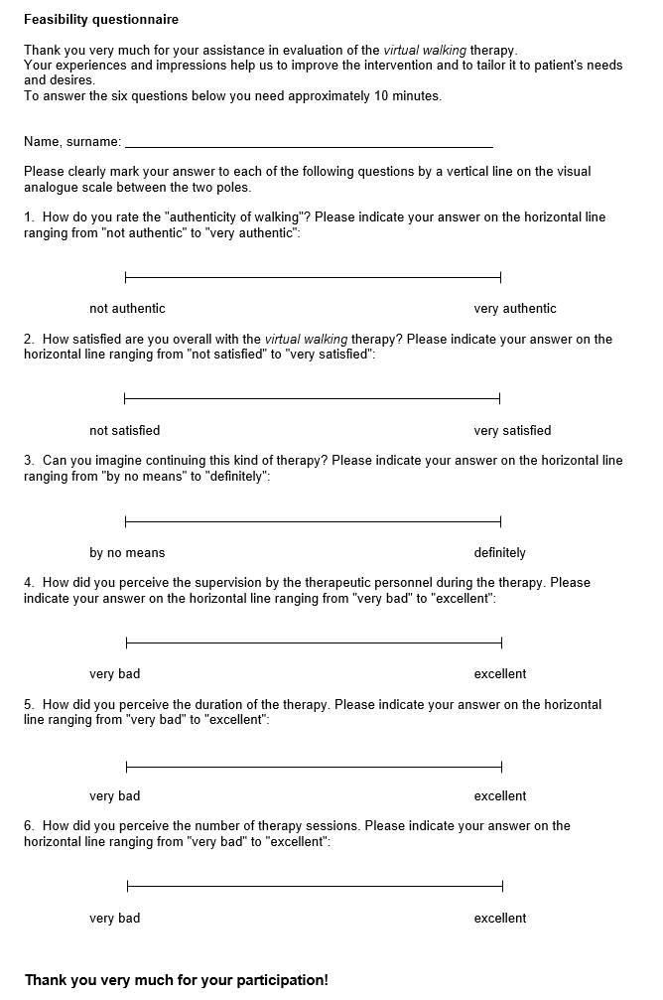 Feasibility questionnaire
Thank you very much for your assistance in evaluation of the virtual walking therapy.
Your experiences and impressions help us to improve the intervention and to tailor it to patient's needs
and desires.
To answer the six questions below you need approximately 10 minutes.
Name, surname:
Please clearly mark your answer to each of the following questions by a vertical line on the visual
analogue scale between the two poles.
1. How do you rate the "authenticity of walking"? Please indicate your answer on the horizontal line
ranging from "not authentic" to "very authentic":
not authentic very authentic
2. How satisfied are you overall with the virtual walking therapy? Please indicate your answer on the
horizontal line ranging from "not satisfied" to "very satisfied":
not satisfied very satisfied
3. Can you imagine continuing this kind of therapy? Please indicate your answer on the horizontal line
ranging from "by no means" to "definitely":
by no means definitely
4. How did you perceive the supervision by the therapeutic personnel during the therapy. Please
indicate your answer on the horizontal line ranging from "very bad" to "excellent":
very bad excellent
5. How did you perceive the duration of the therapy. Please indicate your answer on the horizontal
line ranging from "very bad" to "excellent":
very bad excellent
6. How did you perceive the number of therapy sessions. Please indicate your answer on the
horizontal line ranging from "very bad" to "excellent":
very bad excellent
Thank you very much for your participation!